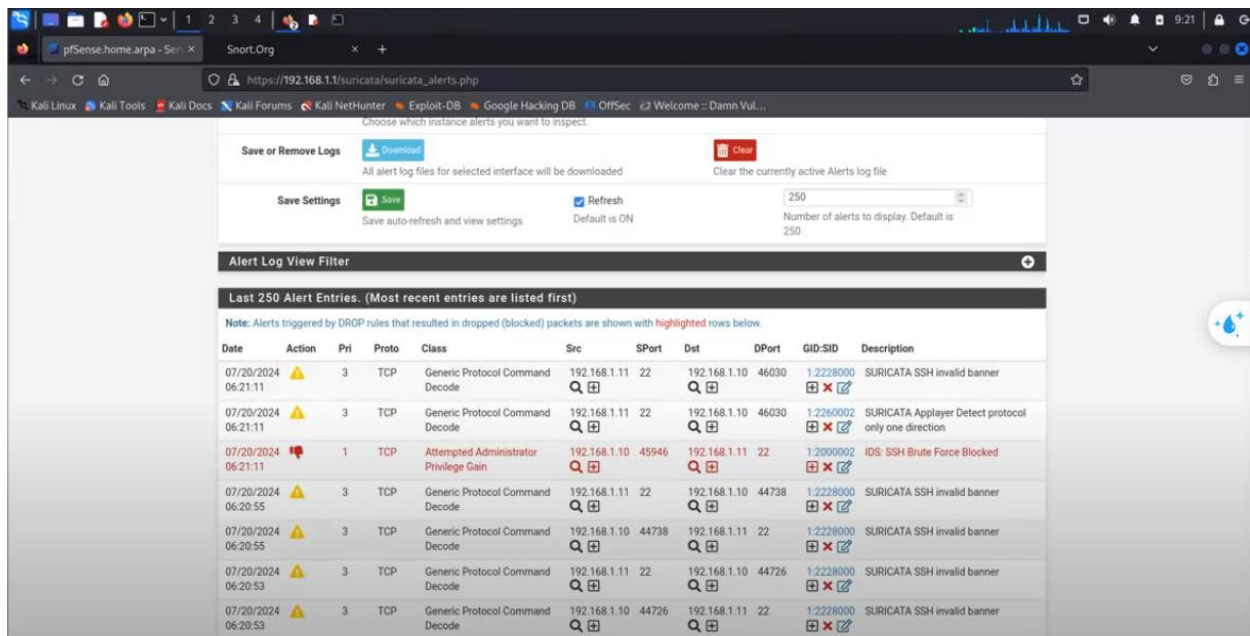 1 2 3 4
9:21
pfSense.home.arpa - Ser
Snort.Org
https://192.168.1.1/suricata/suricata_alerts.php
Kali Linux Kali Tools Kali Docs Kali Forums Kali NetHunter Exploit-DB Google Hacking DB OffSec Welcome :: Damn Vul...
Choose which instance alerts you want to inspect.
Save or Remove Logs Download Clear
All alert log files for selected interface will be downloaded Clear the currently active Alerts log file
Save Settings Save Refresh 250
Save auto-refresh and view settings Default is ON Number of alerts to display. Default is
250
Alert Log View Filter
Last 250 Alert Entries. (Most recent entries are listed first)
Note: Alerts triggered by DROP rules that resulted in dropped (blocked) packets are shown with highlighted rows below.
Date Action Pri Proto Class Src SPort Dst DPort GID:SID Description
07/20/2024 3 TCP Generic Protocol Command 192.168.1.11 22 192.168.1.10 46030 1:2228000 SURICATA SSH invalid banner
06:21:11 Decode
07/20/2024 3 TCP Generic Protocol Command 192.168.1.11 22 192.168.1.10 46030 1:2260002 SURICATA Applayer Detect protocol
06:21:11 Decode only one direction
07/20/2024 1 TCP Attempted Administrator 192.168.1.10 45946 192.168.1.11 22 1:2000002 IDS: SSH Brute Force Blocked
06:21:11 Privilege Gain
07/20/2024 3 TCP Generic Protocol Command 192.168.1.11 22 192.168.1.10 44738 1:2228000 SURICATA SSH invalid banner
06:20:55 Decode
07/20/2024 3 TCP Generic Protocol Command 192.168.1.10 44738 192.168.1.11 22 1:2228000 SURICATA SSH invalid banner
06:20:55 Decode
07/20/2024 3 TCP Generic Protocol Command 192.168.1.11 22 192.168.1.10 44726 1:2228000 SURICATA SSH invalid banner
06:20:53 Decode
07/20/2024 3 TCP Generic Protocol Command 192.168.1.10 44726 192.168.1.11 22 1:2228000 SURICATA SSH invalid banner
06:20:53 Decode